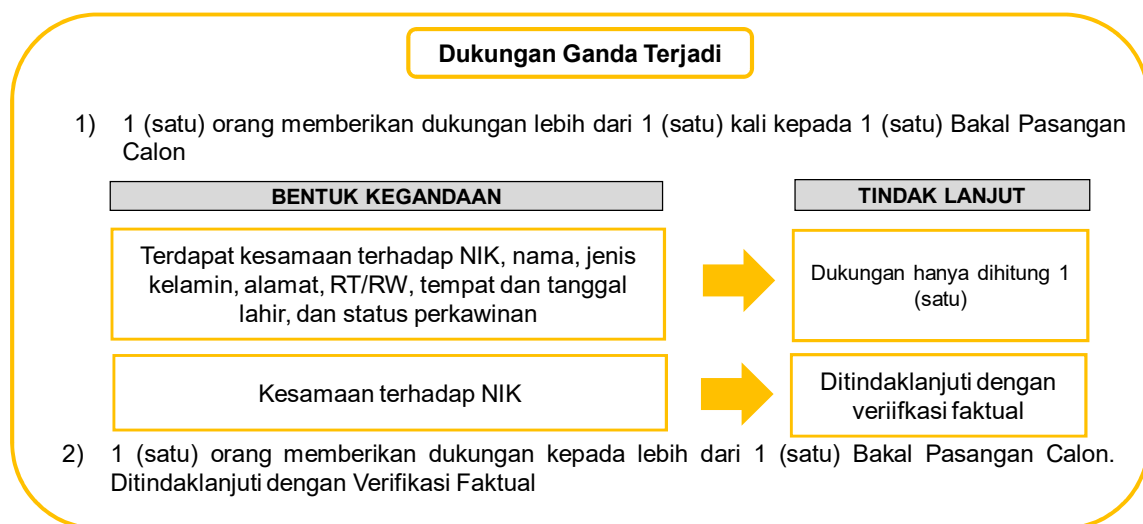 Dukungan Ganda Terjadi
1) 1 (satu) orang memberikan dukungan lebih dari 1 (satu) kali kepada 1 (satu) Bakal Pasangan
Calon
BENTUK KEGANDAAN
TINDAK LANJUT
Terdapat kesamaan terhadap NIK, nama, jenis
kelamin, alamat, RT/RW, tempat dan tanggal
lahir, dan status perkawinan
Dukungan hanya dihitung 1
(satu)
Kesamaan terhadap NIK
Ditindaklanjuti dengan
veriifkasi faktual
2) 1 (satu) orang memberikan dukungan kepada lebih dari 1 (satu) Bakal Pasangan Calon.
Ditindaklanjuti dengan Verifikasi Faktual